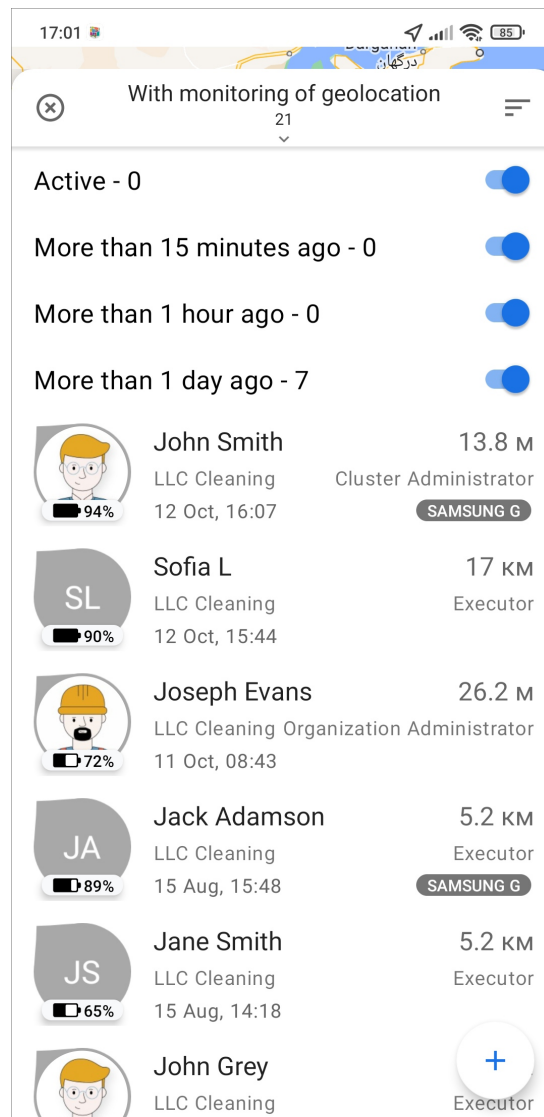 17:01
85
درگهان
With monitoring of geolocation
21
Active - 0
More than 15 minutes ago - 0
More than 1 hour ago - 0
More than 1 day ago - 7
John Smith 13.8 м
LLC Cleaning Cluster Administrator
94% 12 Oct, 16:07 SAMSUNG G
Sofia L 17 км
SL LLC Cleaning Executor
90% 12 Oct, 15:44
Joseph Evans 26.2 м
LLC Cleaning Organization Administrator
72% 11 Oct, 08:43
Jack Adamson 5.2 км
JA LLC Cleaning Executor
89% 15 Aug, 15:48 SAMSUNG G
Jane Smith 5.2 км
JS LLC Cleaning Executor
65% 15 Aug, 14:18
John Grey
LLC Cleaning Executor